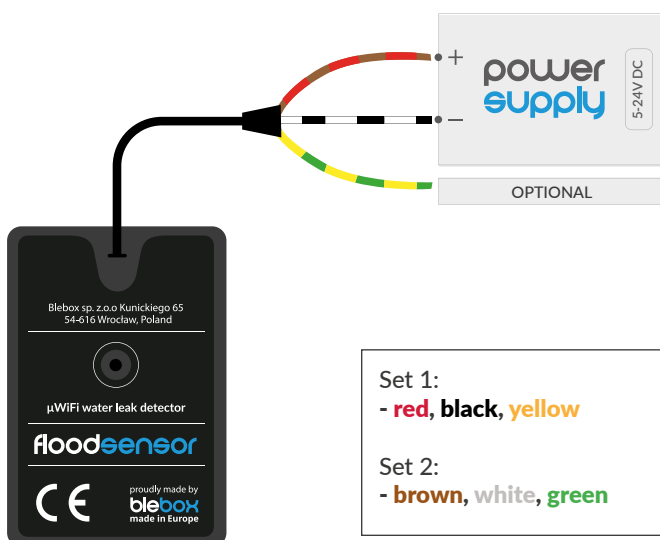 +
power
supply
5-24V DC
–
OPTIONAL
Blebox sp. z.o.o Kunickiego 65
54-616 Wrocław, Poland
µWiFi water leak detector
floodsensor
CE
proudly made by
blebox
made in Europe
Set 1:
- red, black, yellow
Set 2:
- brown, white, green